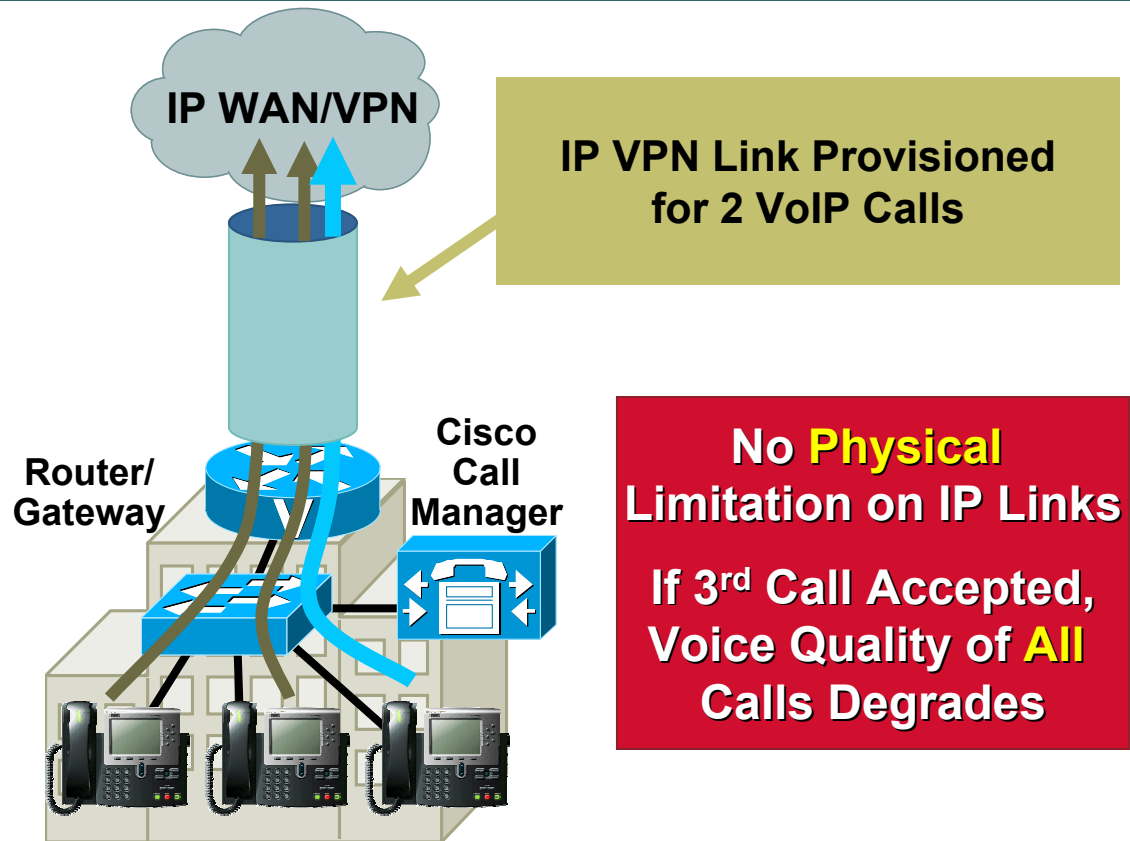 IP WAN/VPN
IP VPN Link Provisioned
for 2 VoIP Calls
Router/
Gateway
Cisco
Call
Manager
V
No Physical
Limitation on IP Links
If 3rd Call Accepted,
Voice Quality of All
Calls Degrades